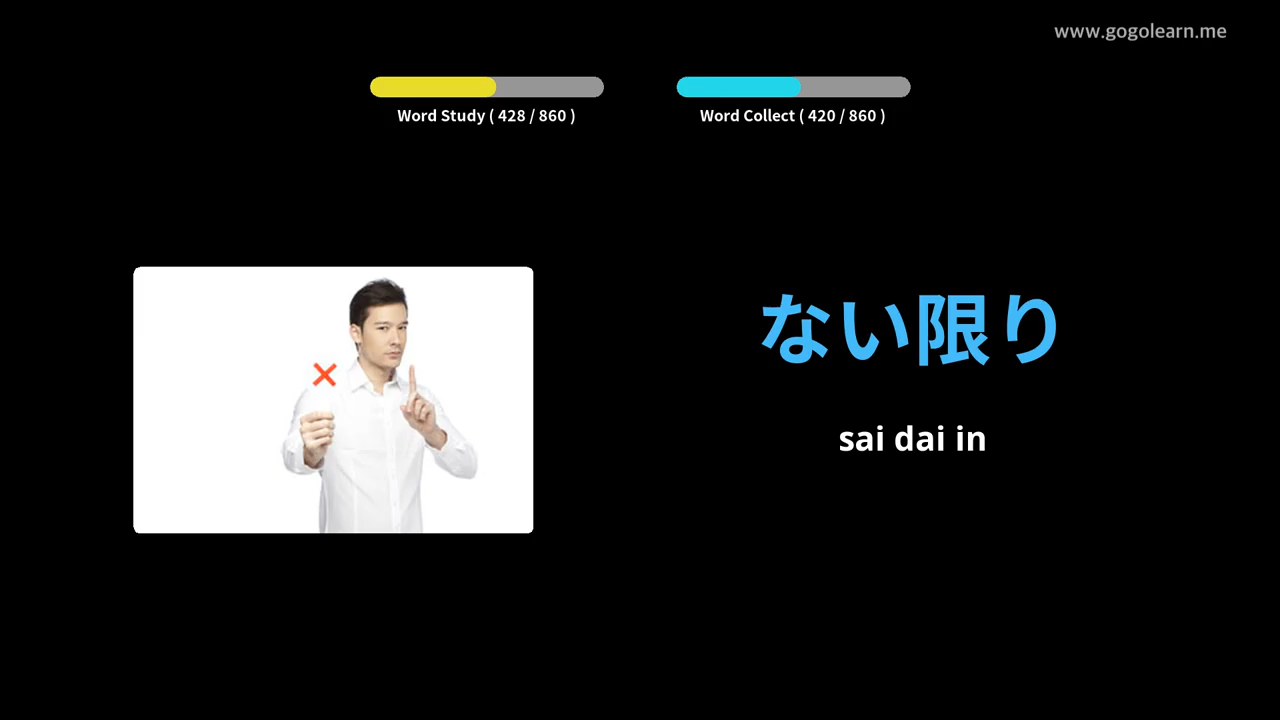 www.gogolearn.me
Word Study ( 428 / 860 )
Word Collect ( 420 / 860 )
ない限り
sai dai in